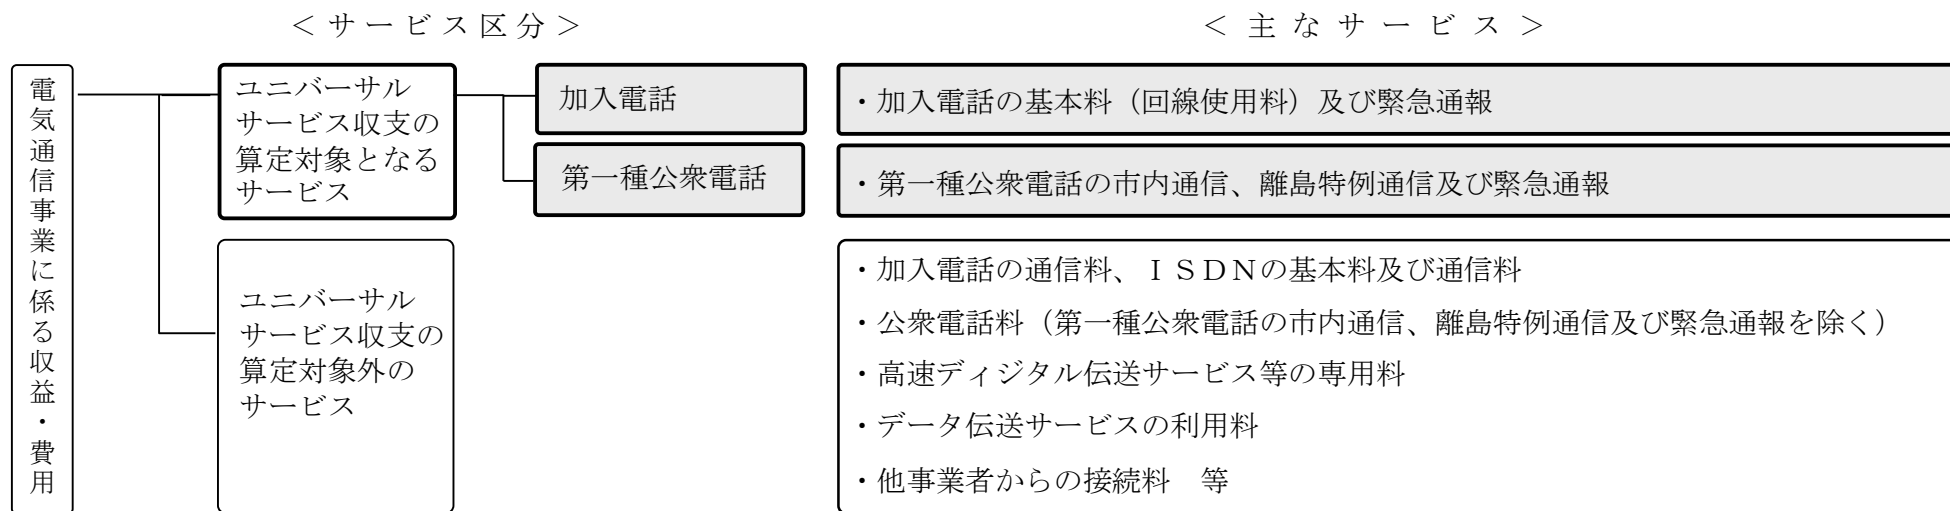 ＜サービス区分＞
＜主なサービス＞
電気通信事業に係る収益・費用
ユニバーサル
サービス収支の
算定対象となる
サービス
加入電話
・加入電話の基本料（回線使用料）及び緊急通報
第一種公衆電話
・第一種公衆電話の市内通信、離島特例通信及び緊急通報
ユニバーサル
サービス収支の
算定対象外の
サービス
・加入電話の通信料、ＩＳＤＮの基本料及び通信料
・公衆電話料（第一種公衆電話の市内通信、離島特例通信及び緊急通報を除く）
・高速ディジタル伝送サービス等の専用料
・データ伝送サービスの利用料
・他事業者からの接続料　等